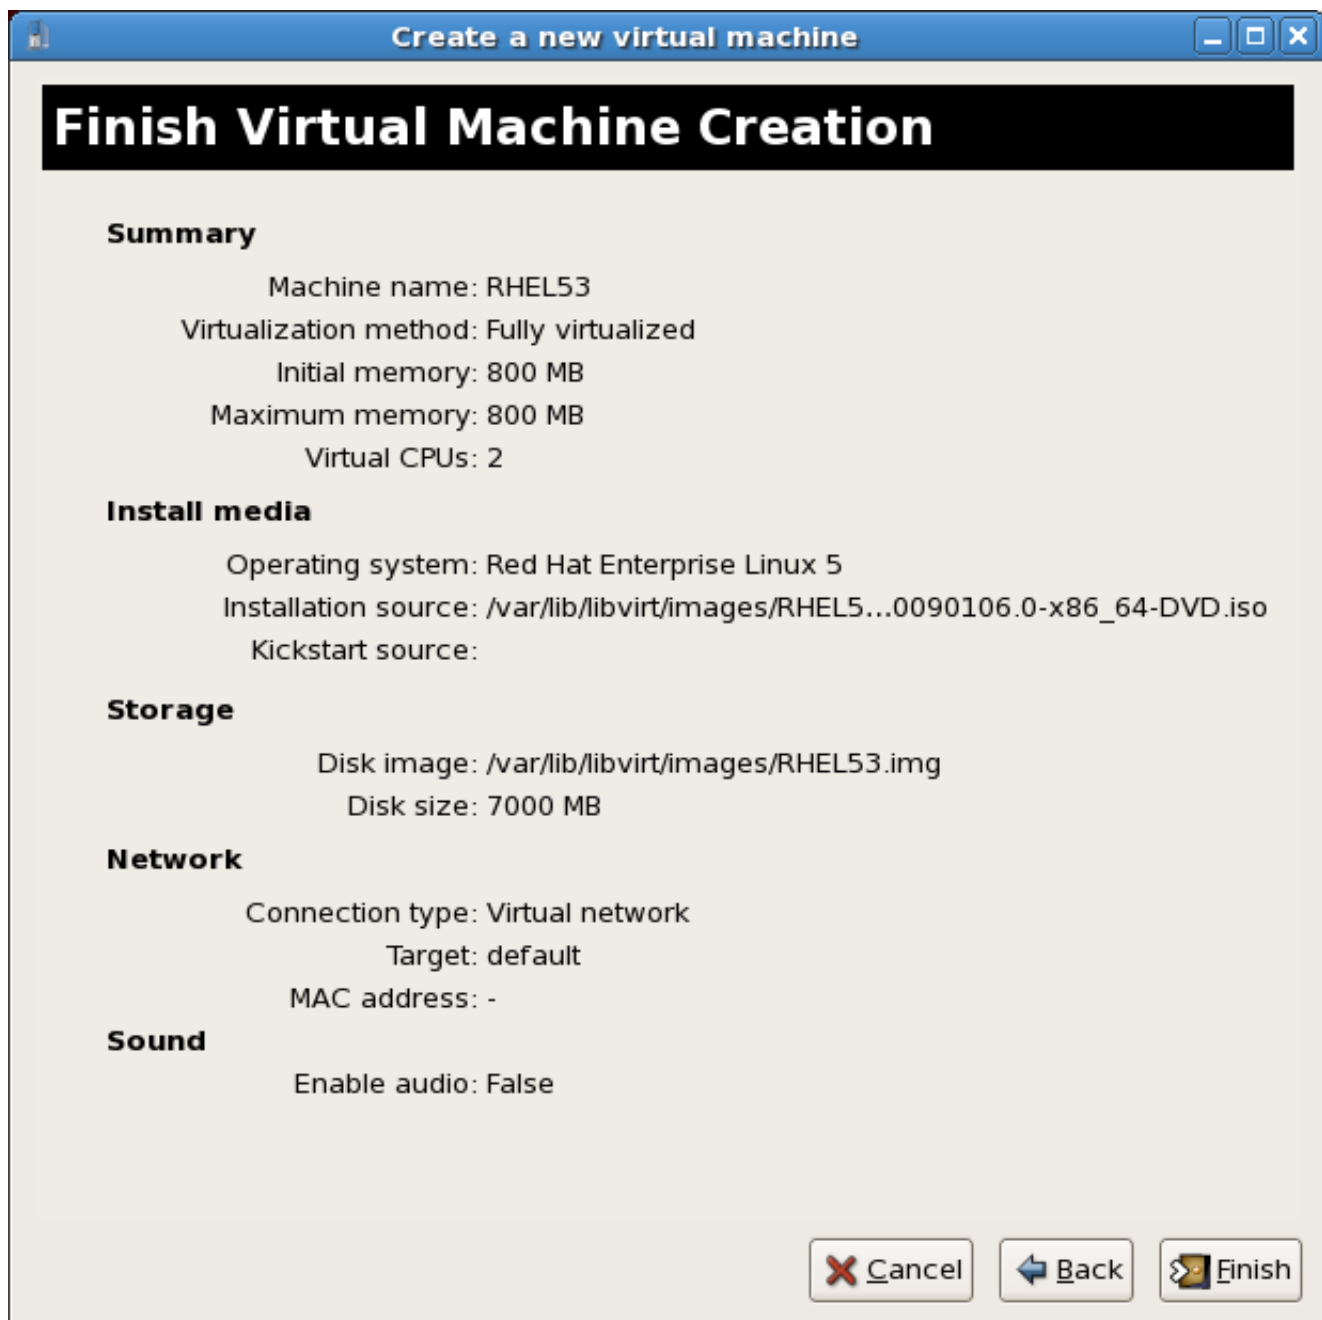 Create a new virtual machine
Finish Virtual Machine Creation
Summary
Machine name: RHEL53
Virtualization method: Fully virtualized
Initial memory: 800 MB
Maximum memory: 800 MB
Virtual CPUs: 2
Install media
Operating system: Red Hat Enterprise Linux 5
Installation source: /var/lib/libvirt/images/RHEL5...0090106.0-x86_64-DVD.iso
Kickstart source:
Storage
Disk image: /var/lib/libvirt/images/RHEL53.img
Disk size: 7000 MB
Network
Connection type: Virtual network
Target: default
MAC address: -
Sound
Enable audio: False
Cancel Back Finish